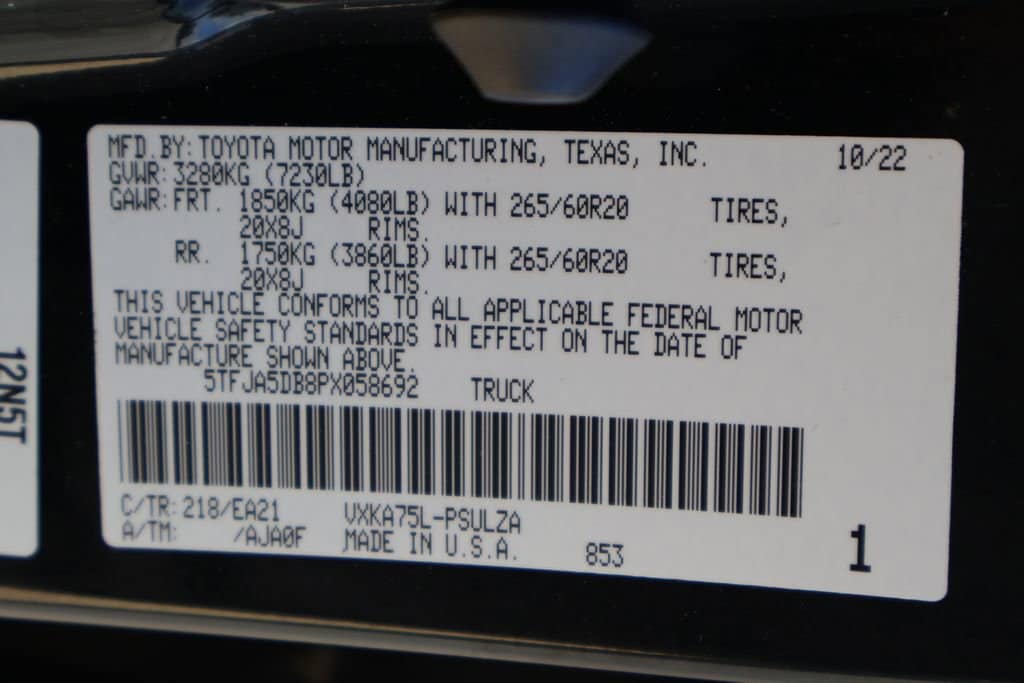 MFD. BY: TOYOTA MOTOR MANUFACTURING, TEXAS, INC. 10/22
GVWR: 3280KG (7230LB)
GAWR: FRT. 1850KG (4080LB) WITH 265/60R20 TIRES,
20X8J RIMS.
RR. 1750KG (3860LB) WITH 265/60R20 TIRES,
20X8J RIMS.
THIS VEHICLE CONFORMS TO ALL APPLICABLE FEDERAL MOTOR
VEHICLE SAFETY STANDARDS IN EFFECT ON THE DATE OF
MANUFACTURE SHOWN ABOVE.
5TFJA5DB8PX058692 TRUCK
C/TR: 218/EA21 VXKA75L-PSULZA
A/TM: /AJA0F MADE IN U.S.A. 853 1
12N5T